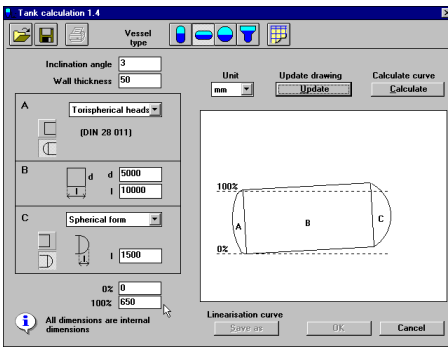 Tank calculation 1.4
Vessel type
Inclination angle 3
Wall thickness 50
Unit
mm
Update drawing
Update
Calculate curve
Calculate
A
Torispherical heads
(DIN 28 011)
B
d
d 5000
l
l 10000
C
Spherical form
l
l 1500
0% 0
100% 650
All dimensions are internal
dimensions
100%
0%
A
B
C
Linearisation curve
Save as
OK
Cancel